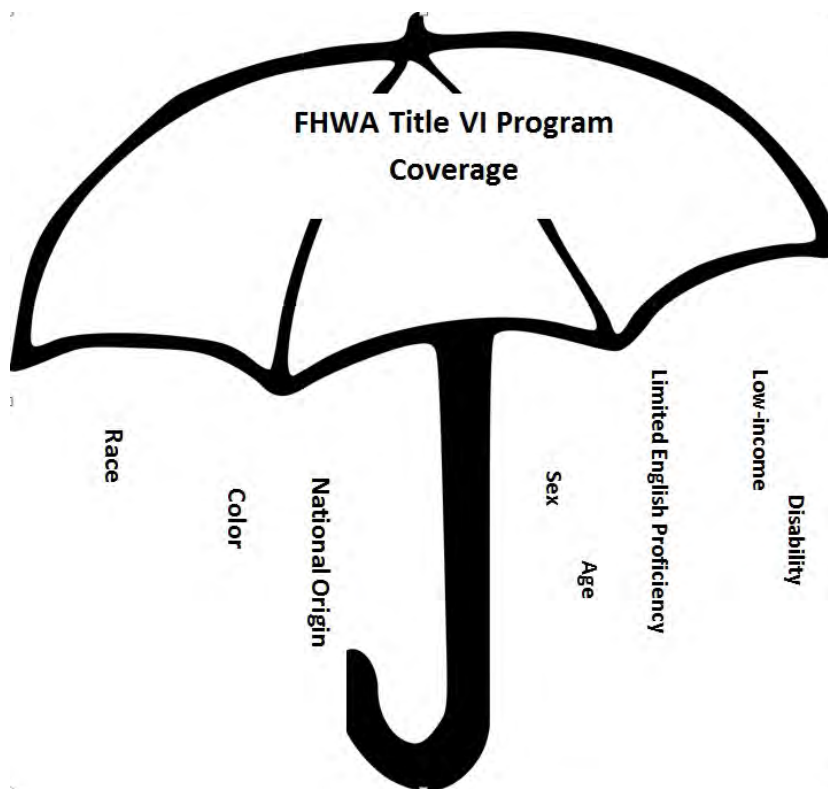 FHWA Title VI Program
Coverage
Race
Color
National Origin
Sex
Age
Limited English Proficiency
Low-income
Disability